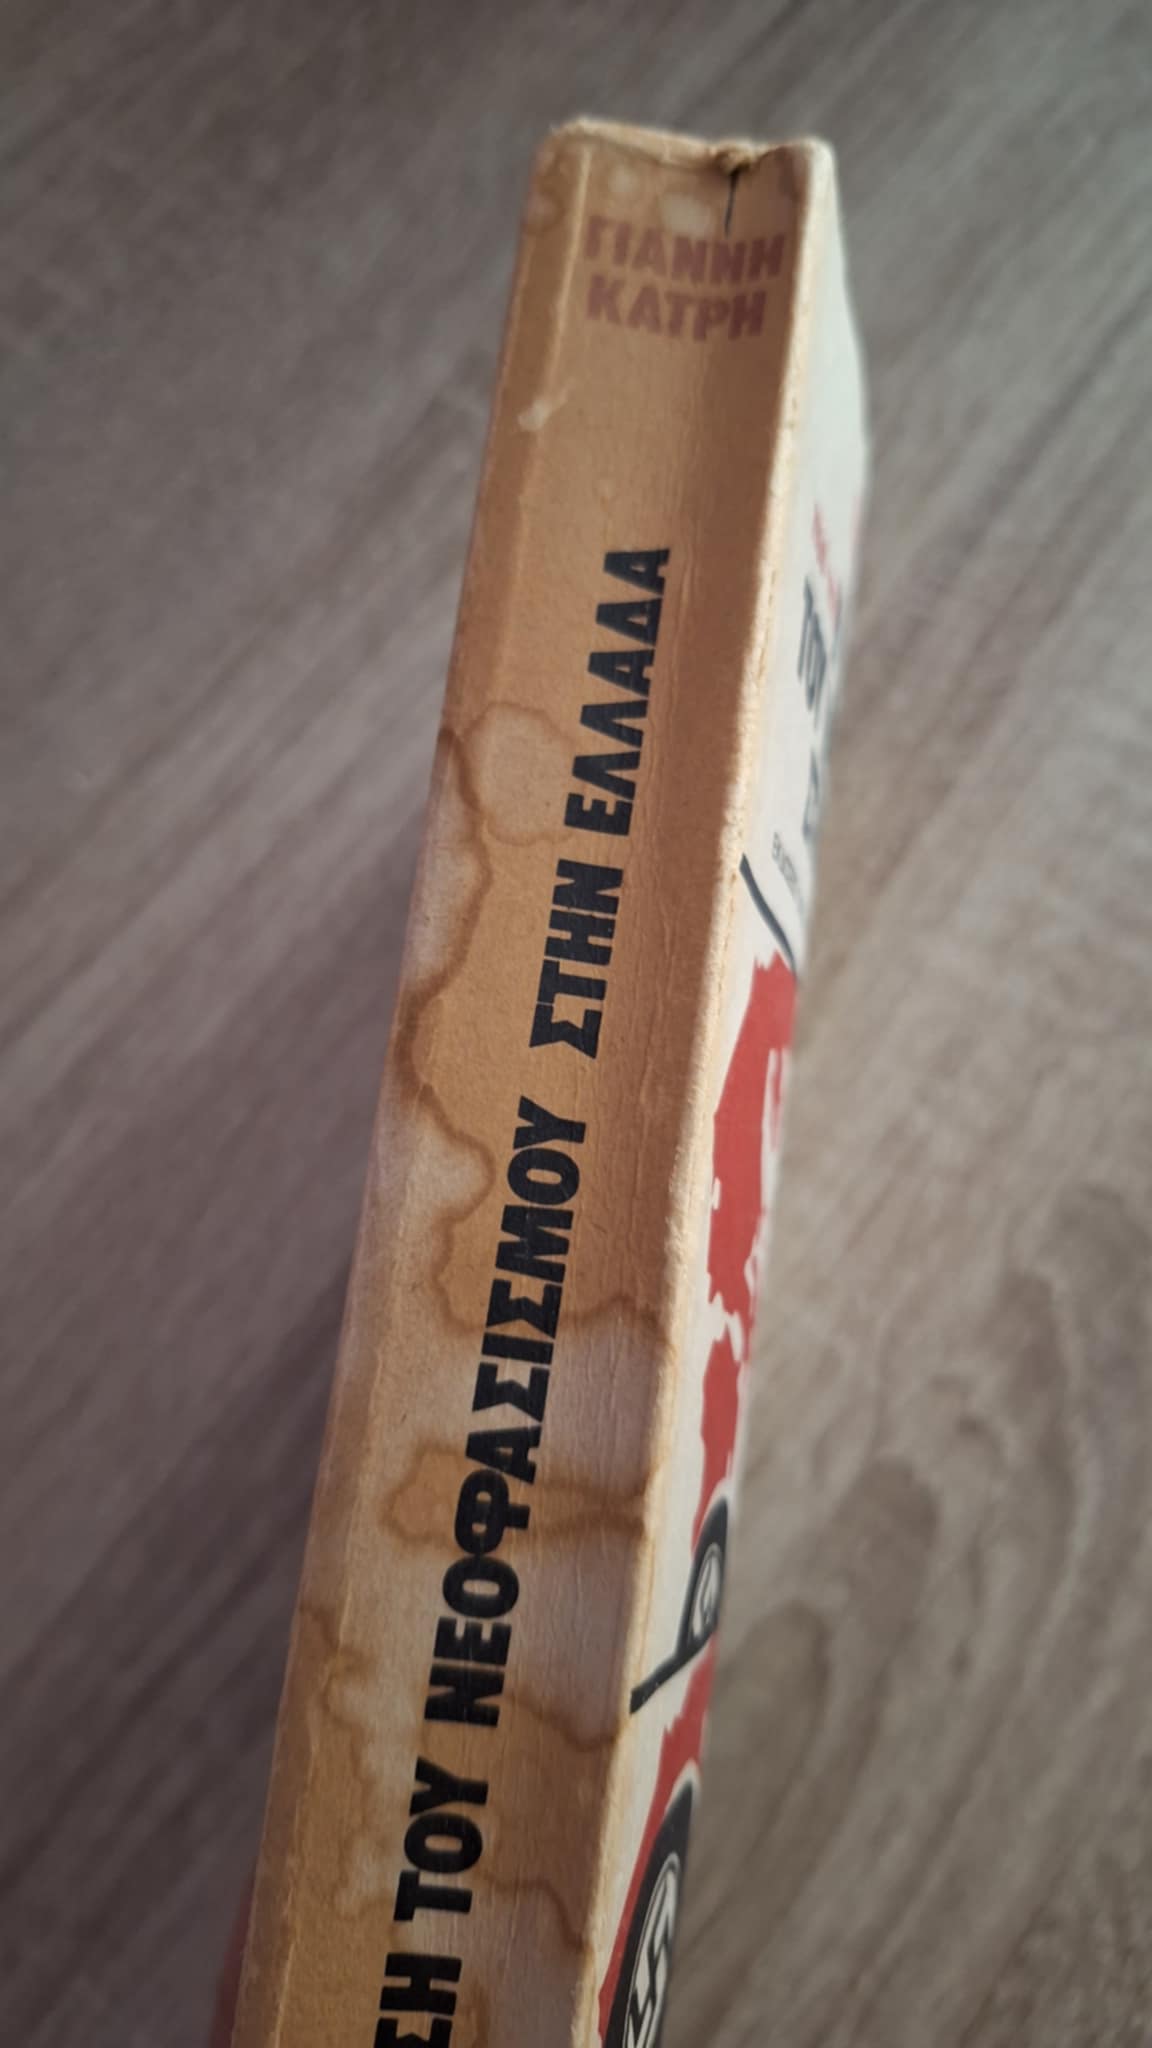 ΓΙΑΝΝΗ
ΚΑΤΡΗ
ΣΗ ΤΟΥ ΝΕΟΦΑΣΙΣΜΟΥ ΣΤΗΝ ΕΛΛΑΔΑ